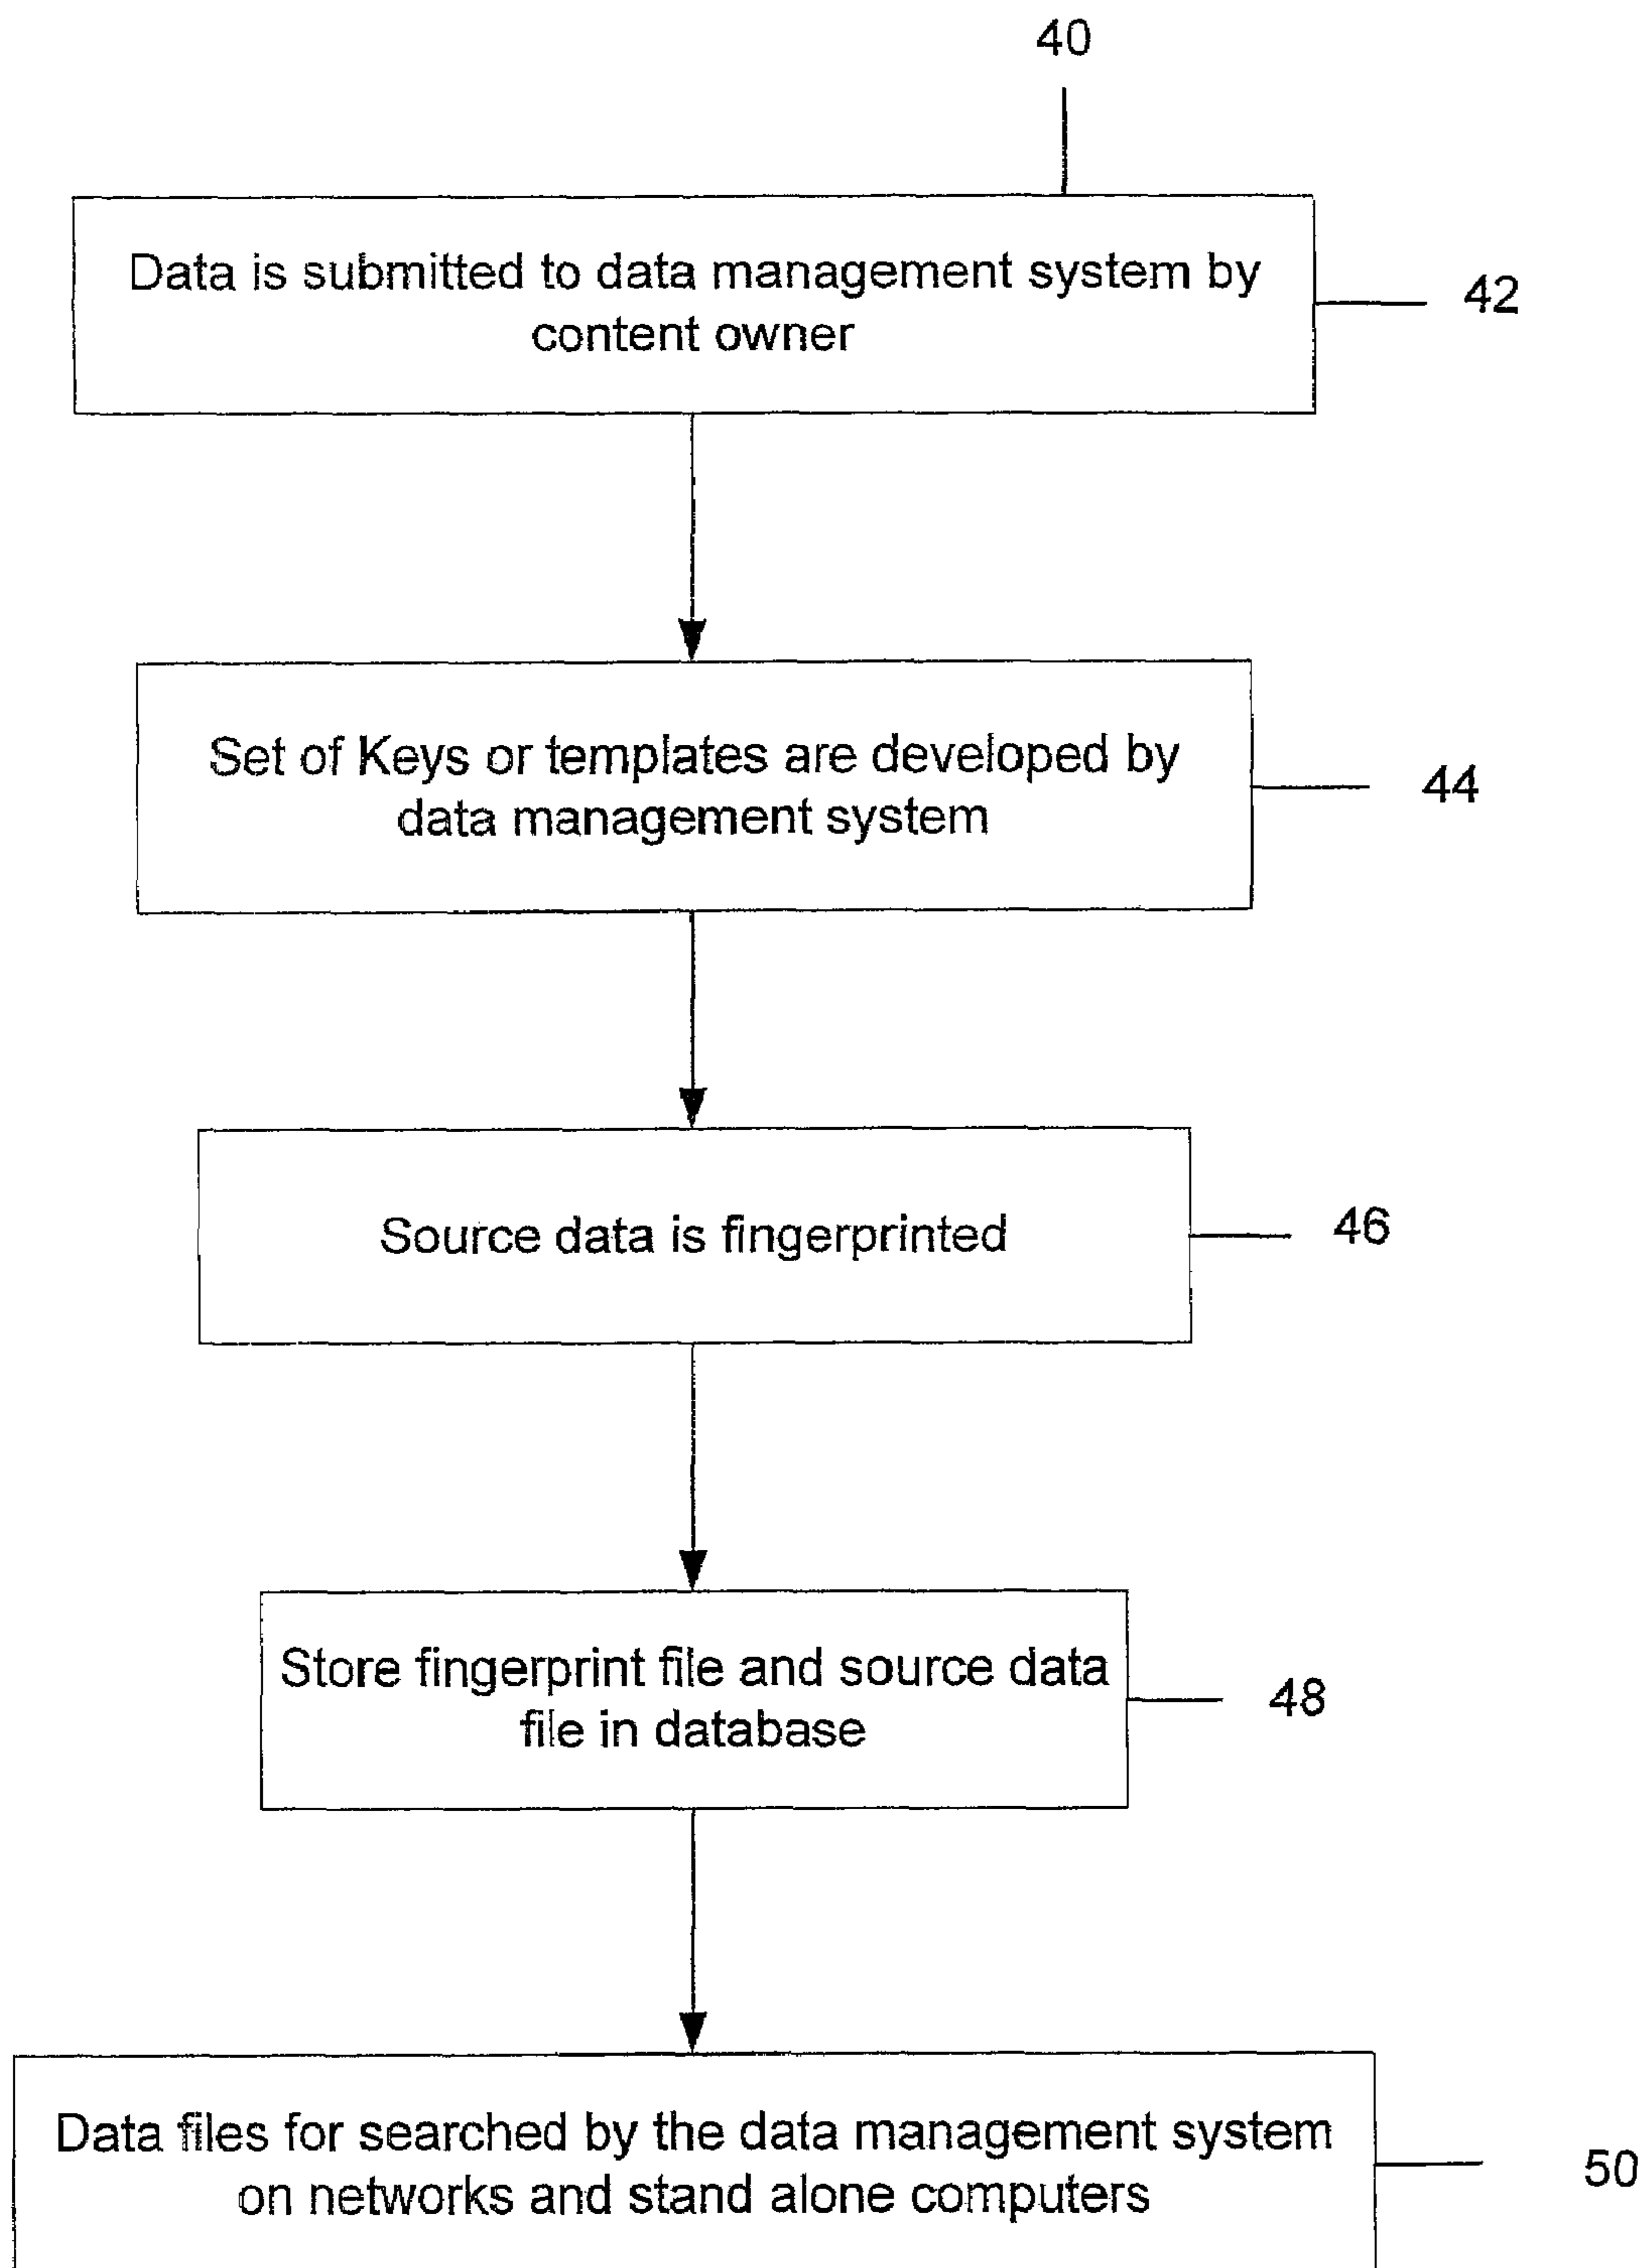 40
Data is submitted to data management system by
content owner
42
Set of Keys or templates are developed by
data management system
44
Source data is fingerprinted
46
Store fingerprint file and source data
file in database
48
Data files for searched by the data management system
on networks and stand alone computers
50